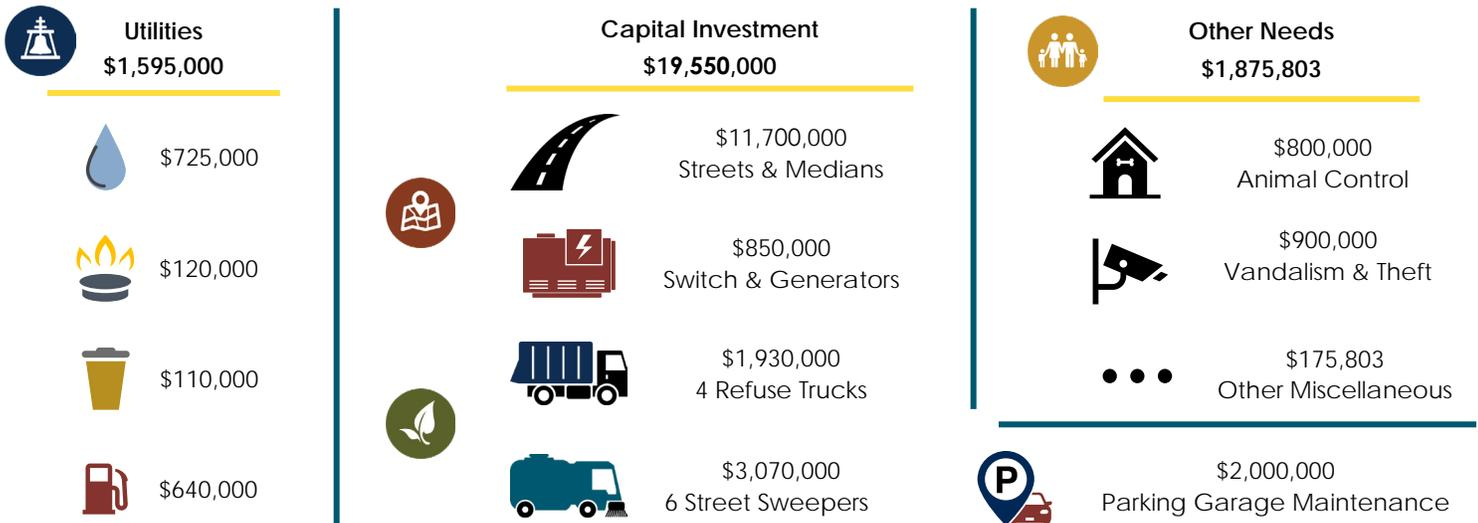 Utilities
$1,595,000
$725,000
$120,000
$110,000
$640,000
Capital Investment
$19,550,000
$11,700,000
Streets & Medians
$850,000
Switch & Generators
$1,930,000
4 Refuse Trucks
$3,070,000
6 Street Sweepers
Other Needs
$1,875,803
$800,000
Animal Control
$900,000
Vandalism & Theft
$175,803
Other Miscellaneous
P
$2,000,000
Parking Garage Maintenance